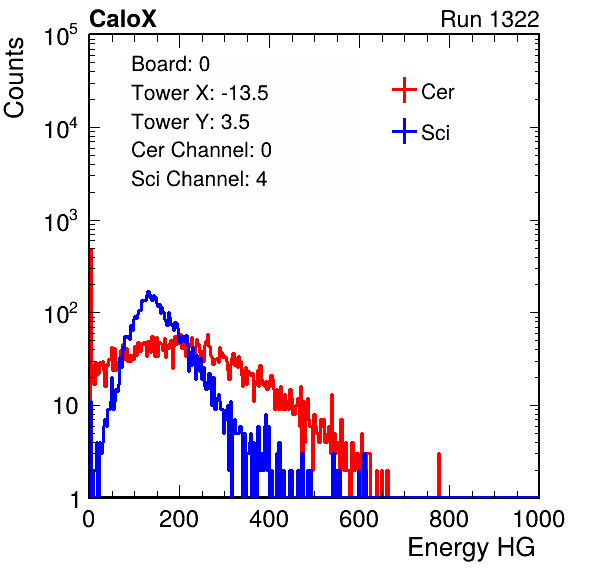 CaloX Run 1322
Counts
10^5
10^4
10^3
10^2
10
1
Board: 0
Tower X: -13.5
Tower Y: 3.5
Cer Channel: 0
Sci Channel: 4
Cer
Sci
0 200 400 600 800 1000
Energy HG